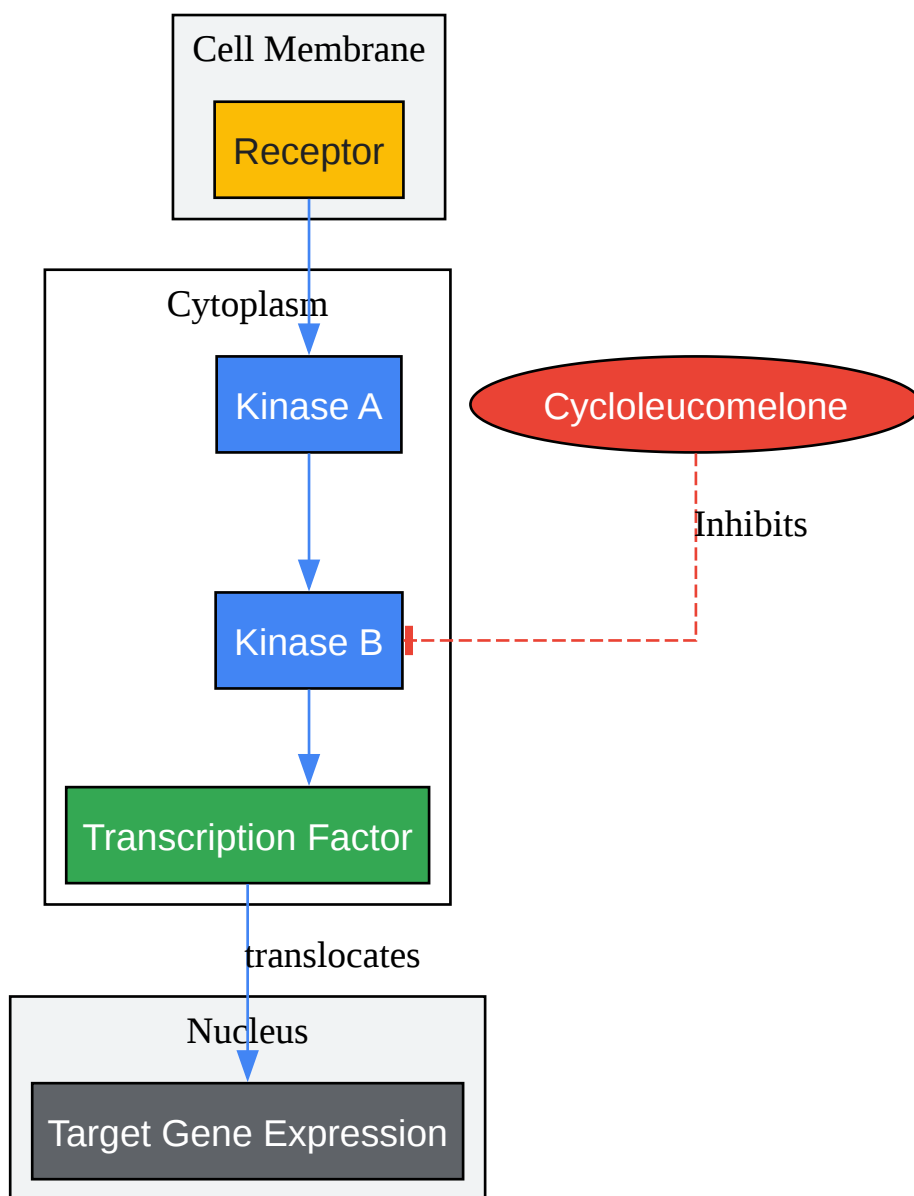 Cell Membrane
Receptor
Cytoplasm
Kinase A
Cycloleucomelone
Inhibits
Kinase B
Transcription Factor
translocates
Nucleus
Target Gene Expression